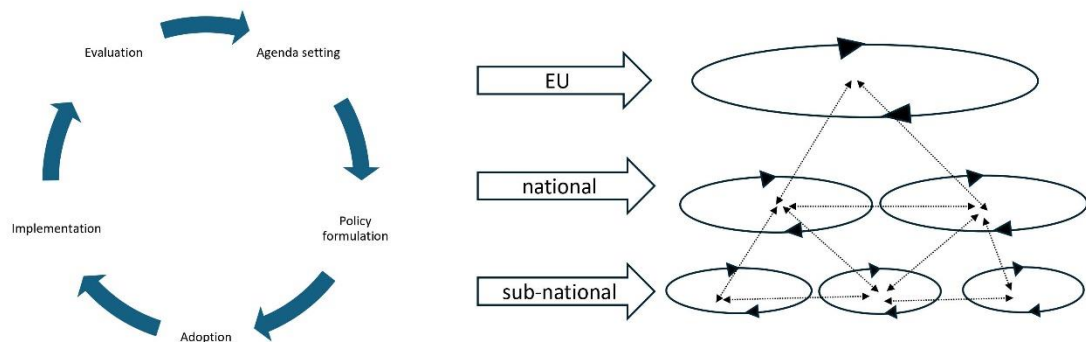 Evaluation
Agenda setting
Implementation
Policy
formulation
Adoption
EU
national
sub-national